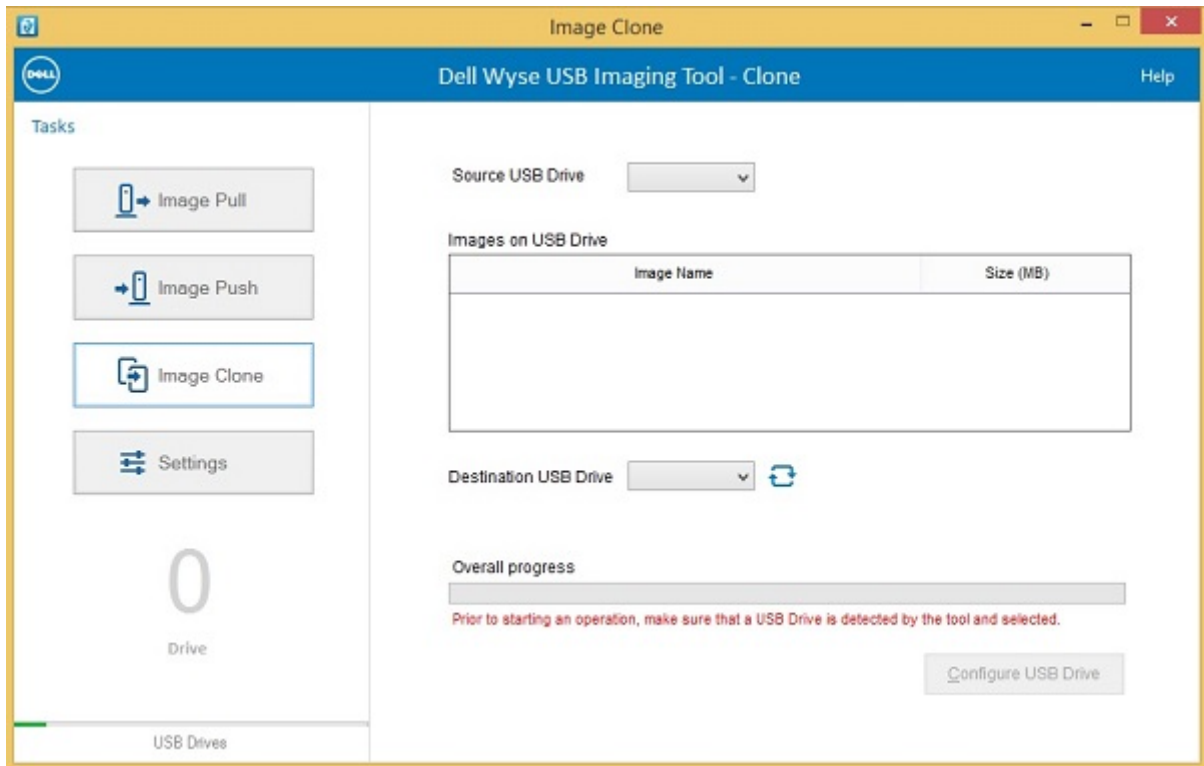 Image Clone
DELL
Dell Wyse USB Imaging Tool - Clone
Help
Tasks
Image Pull
Image Push
Image Clone
Settings
0
Drive
USB Drives
Source USB Drive
Images on USB Drive
Image Name Size (MB)
Destination USB Drive
Overall progress
Prior to starting an operation, make sure that a USB Drive is detected by the tool and selected.
Configure USB Drive